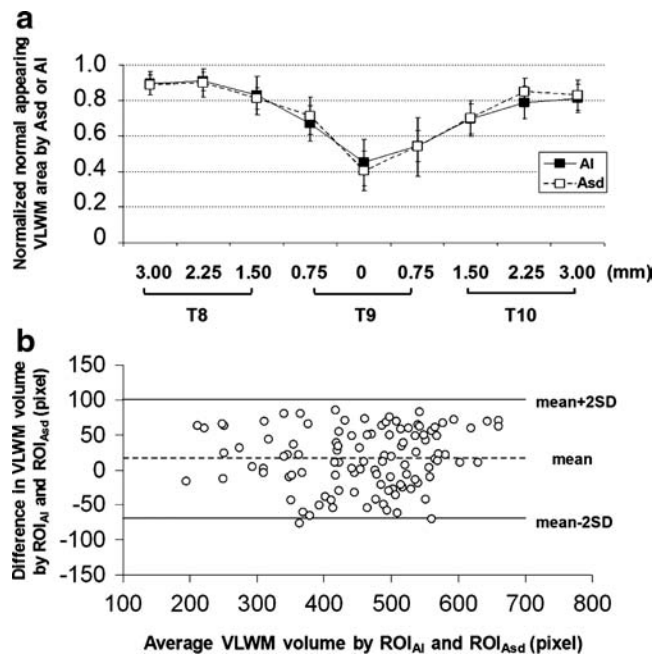 a
Normalized normal appearing
VLWM area by Asd or AI
1.0
0.8
0.6
0.4
0.2
0
AI
Asd
3.00 2.25 1.50 0.75 0 0.75 1.50 2.25 3.00 (mm)
T8 T9 T10
b
Difference in VLWM volume
by ROIAI and ROIAsd (pixel)
150
100
50
0
-50
-100
-150
mean+2SD
mean
mean-2SD
100 200 300 400 500 600 700 800
Average VLWM volume by ROIAI and ROIAsd (pixel)